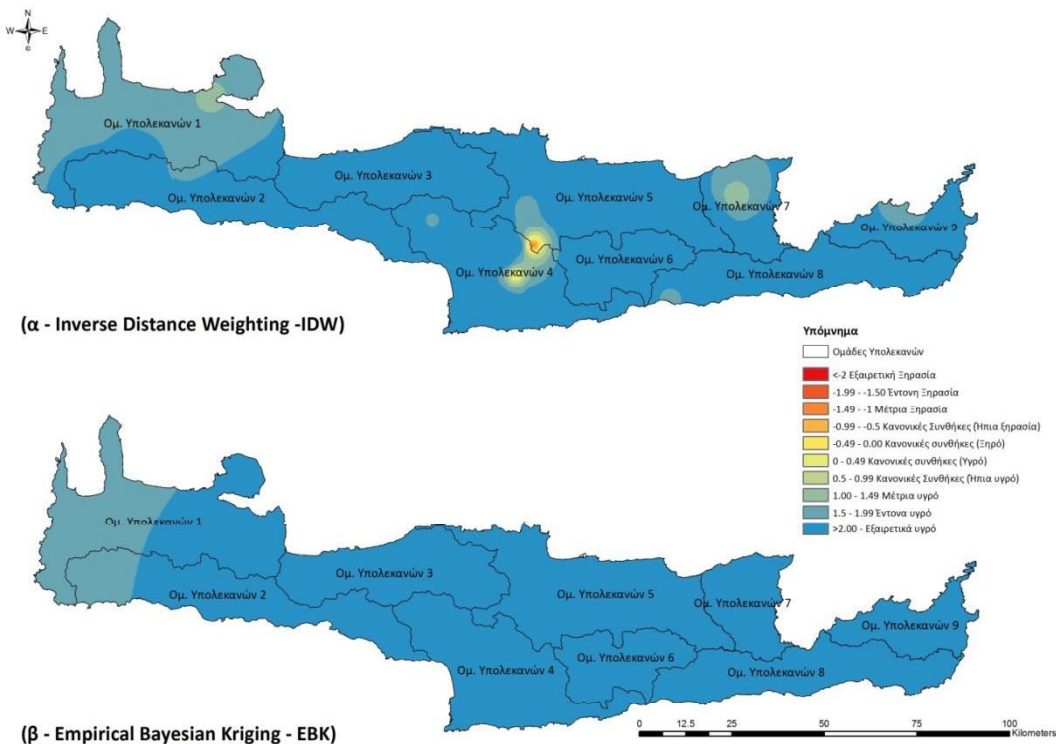 N
W E
Ομ. Υπολεκανών 1
Ομ. Υπολεκανών 2
Ομ. Υπολεκανών 3
Ομ. Υπολεκανών 5
Ομ. Υπολεκανών 7
Ομ. Υπολεκανών 9
Ομ. Υπολεκανών 4
Ομ. Υπολεκανών 6
Ομ. Υπολεκανών 8
(α - Inverse Distance Weighting -IDW)
Υπόμνημα
Ομάδες Υπολεκανών
<-2 Εξαιρετική Ξηρασία
-1.99 - -1.50 Έντονη Ξηρασία
-1.49 - -1 Μέτρια Ξηρασία
-0.99 - -0.5 Κανονικές Συνθήκες (Ήπια ξηρασία)
-0.49 - 0.00 Κανονικές συνθήκες (Ξηρό)
0 - 0.49 Κανονικές συνθήκες (Υγρό)
0.5 - 0.99 Κανονικές Συνθήκες (Ήπια υγρό)
1.00 - 1.49 Μέτρια υγρό
1.5 - 1.99 Έντονα υγρό
>2.00 - Εξαιρετικά υγρό
Ομ. Υπολεκανών 1
Ομ. Υπολεκανών 2
Ομ. Υπολεκανών 3
Ομ. Υπολεκανών 5
Ομ. Υπολεκανών 7
Ομ. Υπολεκανών 9
Ομ. Υπολεκανών 4
Ομ. Υπολεκανών 6
Ομ. Υπολεκανών 8
(β - Empirical Bayesian Kriging - EBK)
0 12.5 25 50 75 100
Kilometers